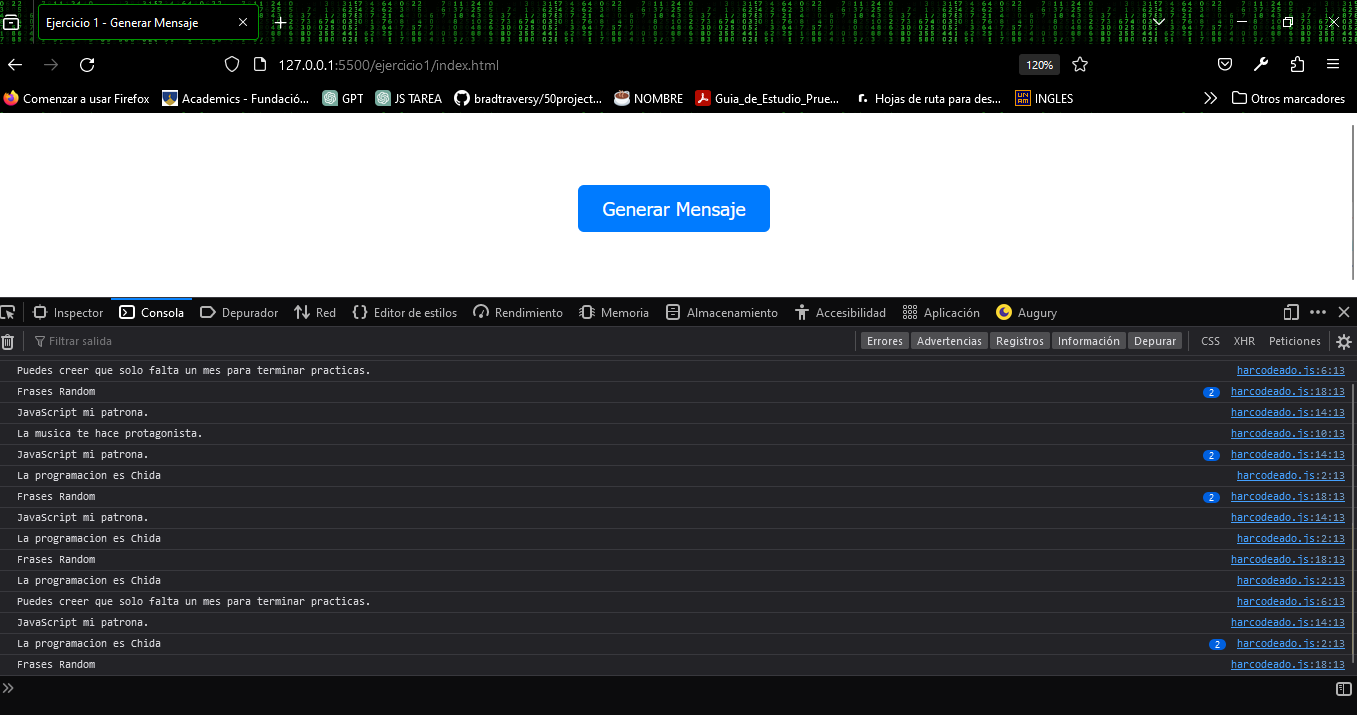 Ejercicio 1 - Generar Mensaje
127.0.0.1:5500/ejercicio1/index.html 120%
Comenzar a usar Firefox Academics - Fundació... GPT JS TAREA bradtraversy/50project... NOMBRE Guia_de_Estudio_Prue... Hojas de ruta para des... INGLES Otros marcadores
Generar Mensaje
Inspector Consola Depurador Red Editor de estilos Rendimiento Memoria Almacenamiento Accesibilidad Aplicación Augury
Filtrar salida Errores Advertencias Registros Información Depurar CSS XHR Peticiones
Puedes creer que solo falta un mes para terminar practicas. harcodeado.js:6:13
Frases Random 2 harcodeado.js:18:13
JavaScript mi patrona. harcodeado.js:14:13
La musica te hace protagonista. harcodeado.js:10:13
JavaScript mi patrona. 2 harcodeado.js:14:13
La programacion es Chida harcodeado.js:2:13
Frases Random 2 harcodeado.js:18:13
JavaScript mi patrona. harcodeado.js:14:13
La programacion es Chida harcodeado.js:2:13
Frases Random harcodeado.js:18:13
La programacion es Chida harcodeado.js:2:13
Puedes creer que solo falta un mes para terminar practicas. harcodeado.js:6:13
JavaScript mi patrona. harcodeado.js:14:13
La programacion es Chida 2 harcodeado.js:2:13
Frases Random harcodeado.js:18:13